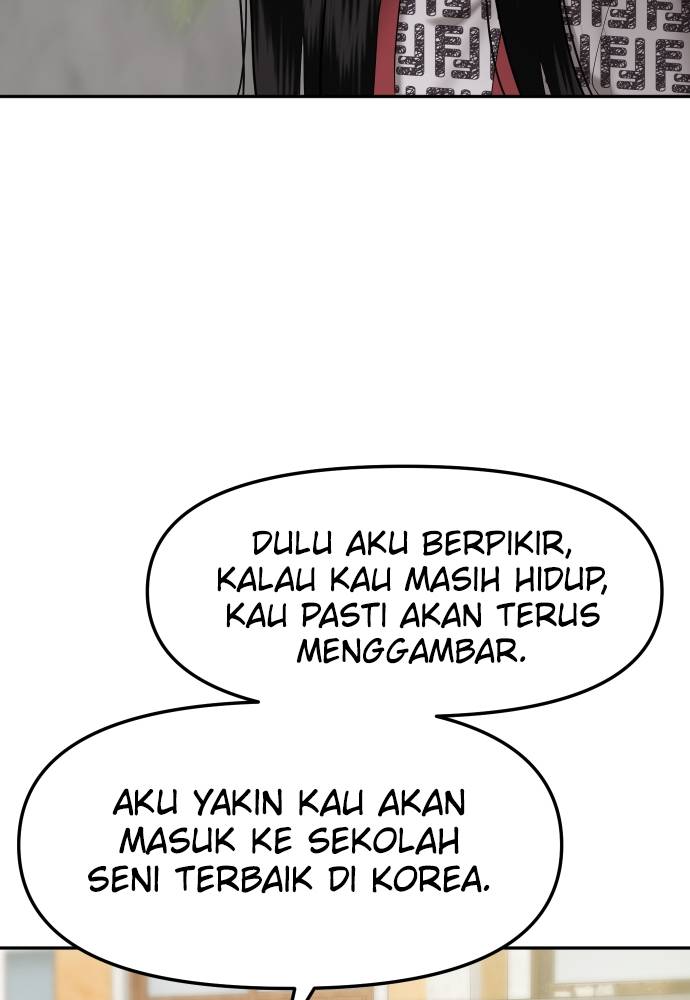 DULU AKU BERPIKIR,
KALAU KAU MASIH HIDUP,
KAU PASTI AKAN TERUS
MENGGAMBAR.
AKU YAKIN KAU AKAN
MASUK KE SEKOLAH
SENI TERBAIK DI KOREA.